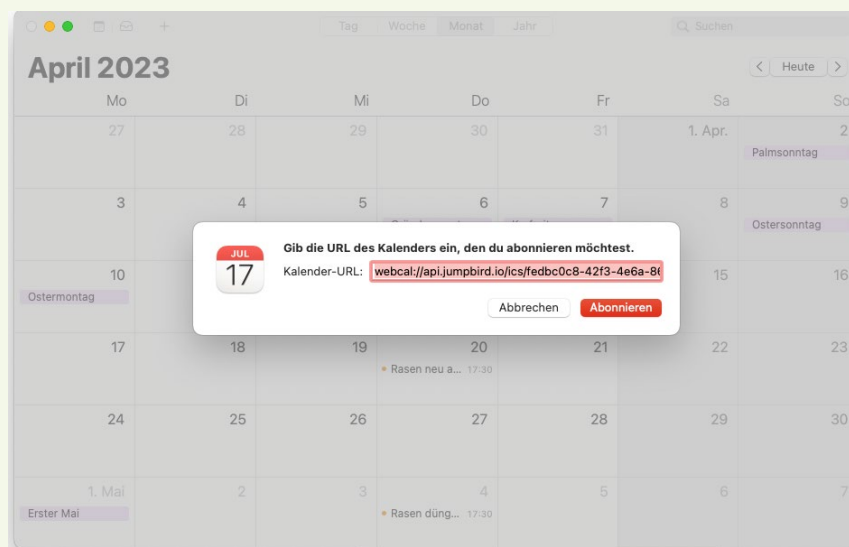 Tag Woche Monat Jahr Suchen
April 2023
Heute
Mo Di Mi Do Fr Sa So
27 28 29 30 31 1. Apr. 2
Palmsonntag
3 4 5 6 7 8 9
Ostersonntag
JUL
17
Gib die URL des Kalenders ein, den du abonnieren möchtest.
Kalender-URL: webcal://api.jumpbird.io/ics/fedbc0c8-42f3-4e6a-86
Abbrechen Abonnieren
10 15 16
Ostermontag
17 18 19 20 21 22 23
Rasen neu a... 17:30
24 25 26 27 28 29 30
1. Mai 2 3 4 5 6 7
Erster Mai
Rasen düng... 17:30